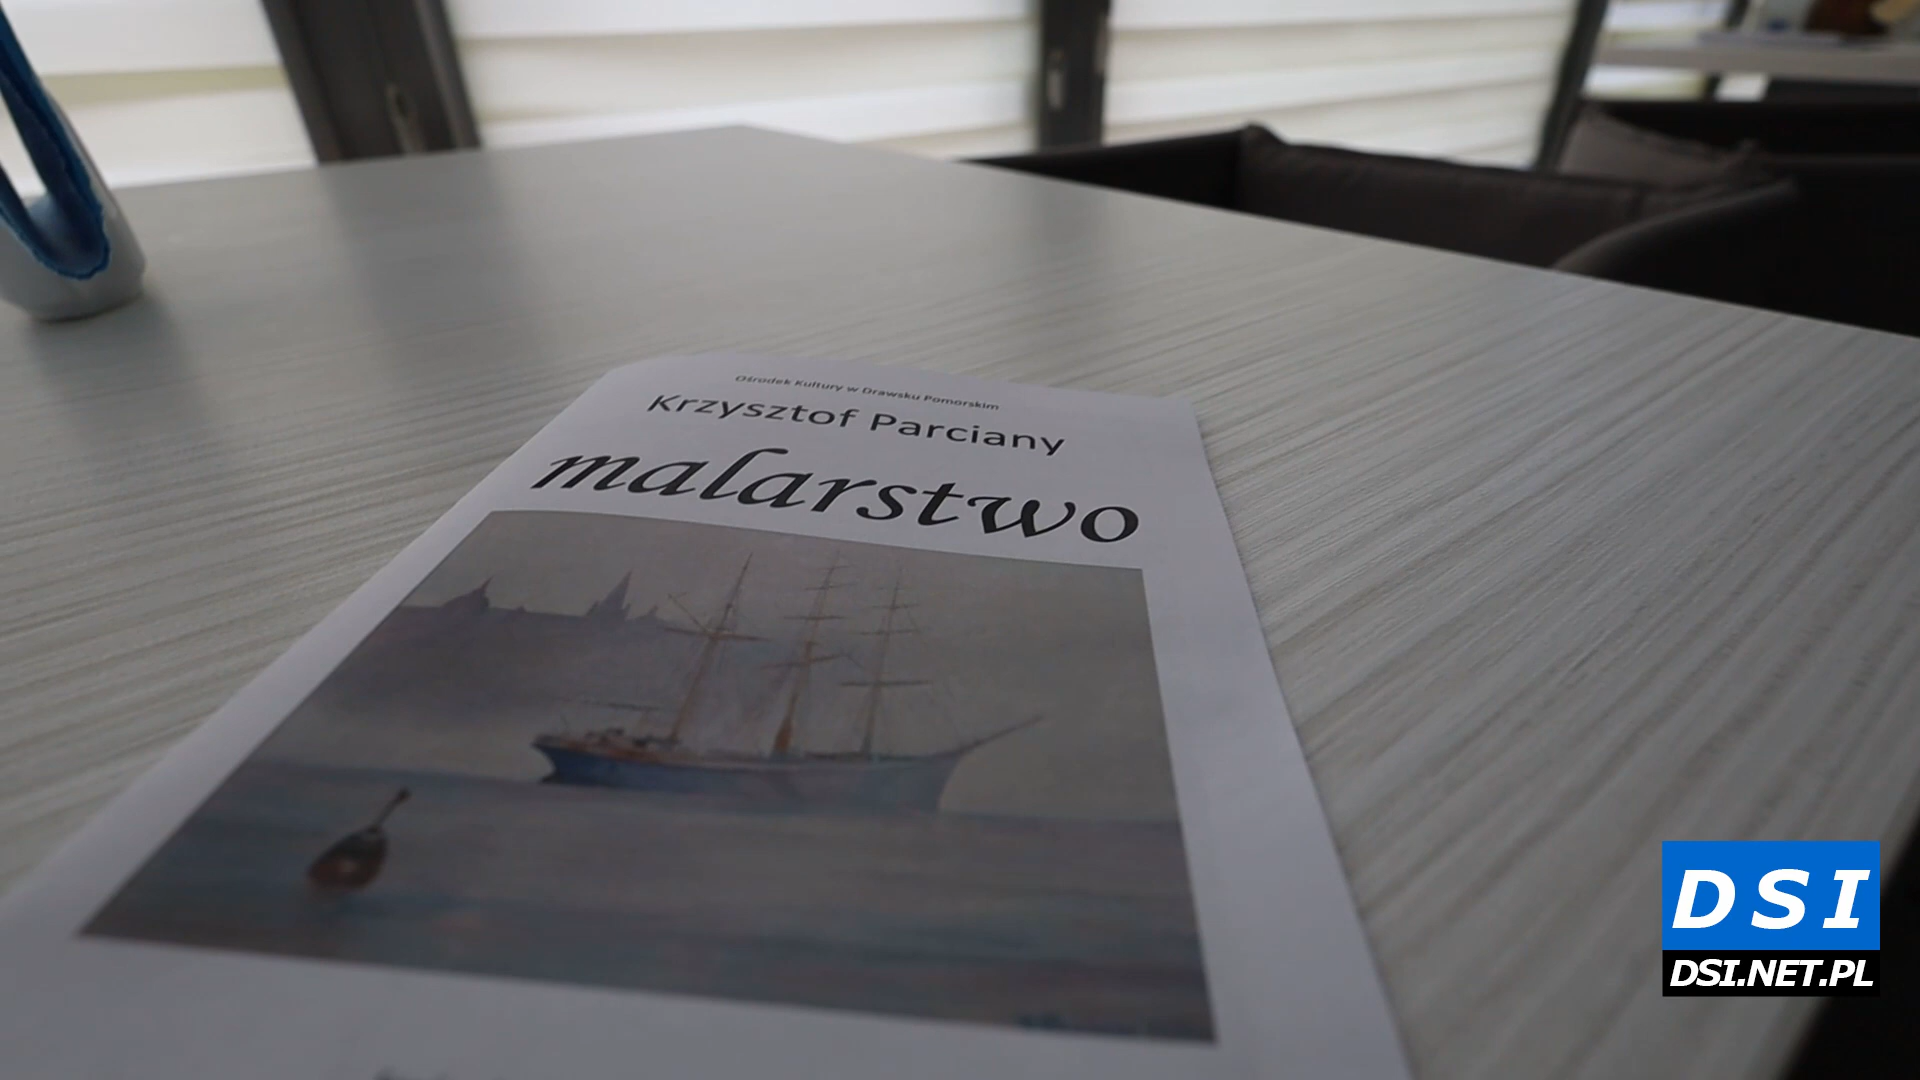 Ośrodek Kultury w Drawsku Pomorskim
Krzysztof Parciany
malarstwo
DSI
DSI.NET.PL